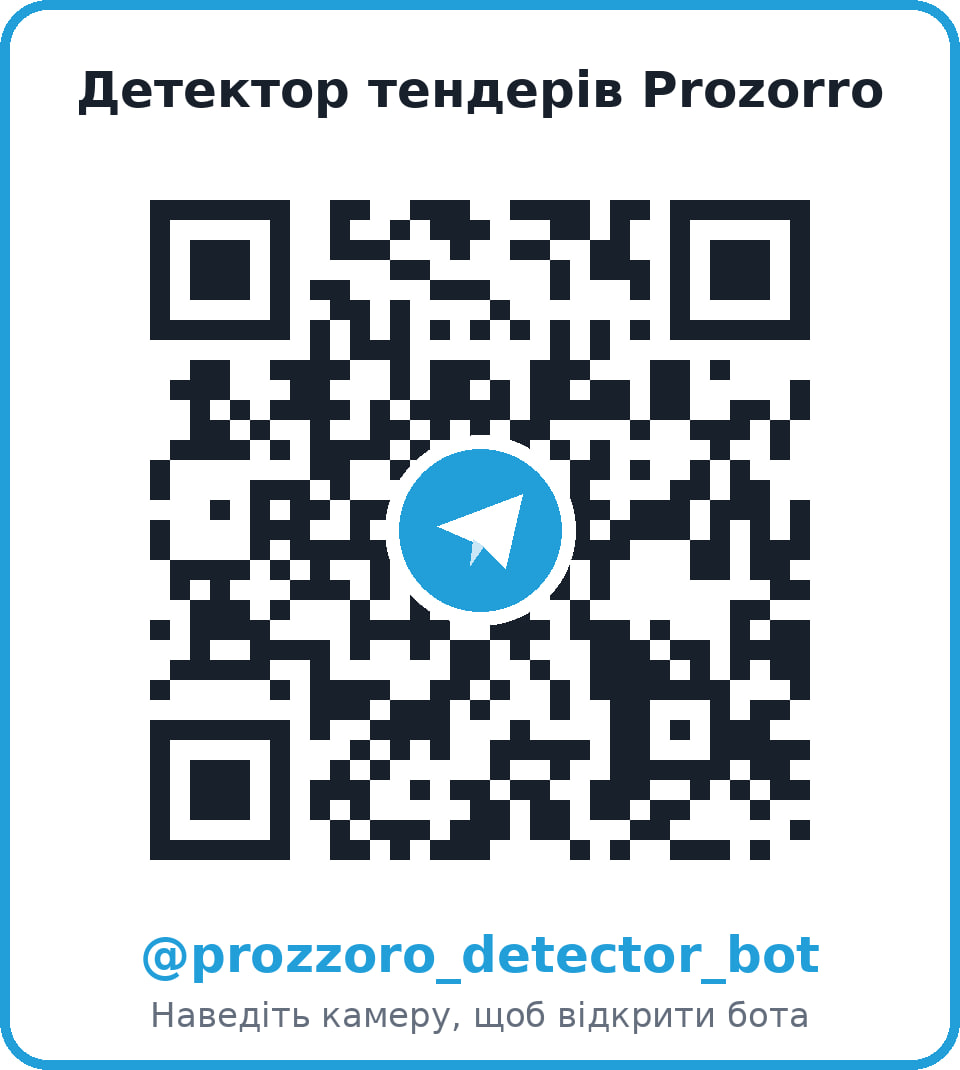 Детектор тендерів Prozorro
@prozzoro_detector_bot
Наведіть камеру, щоб відкрити бота